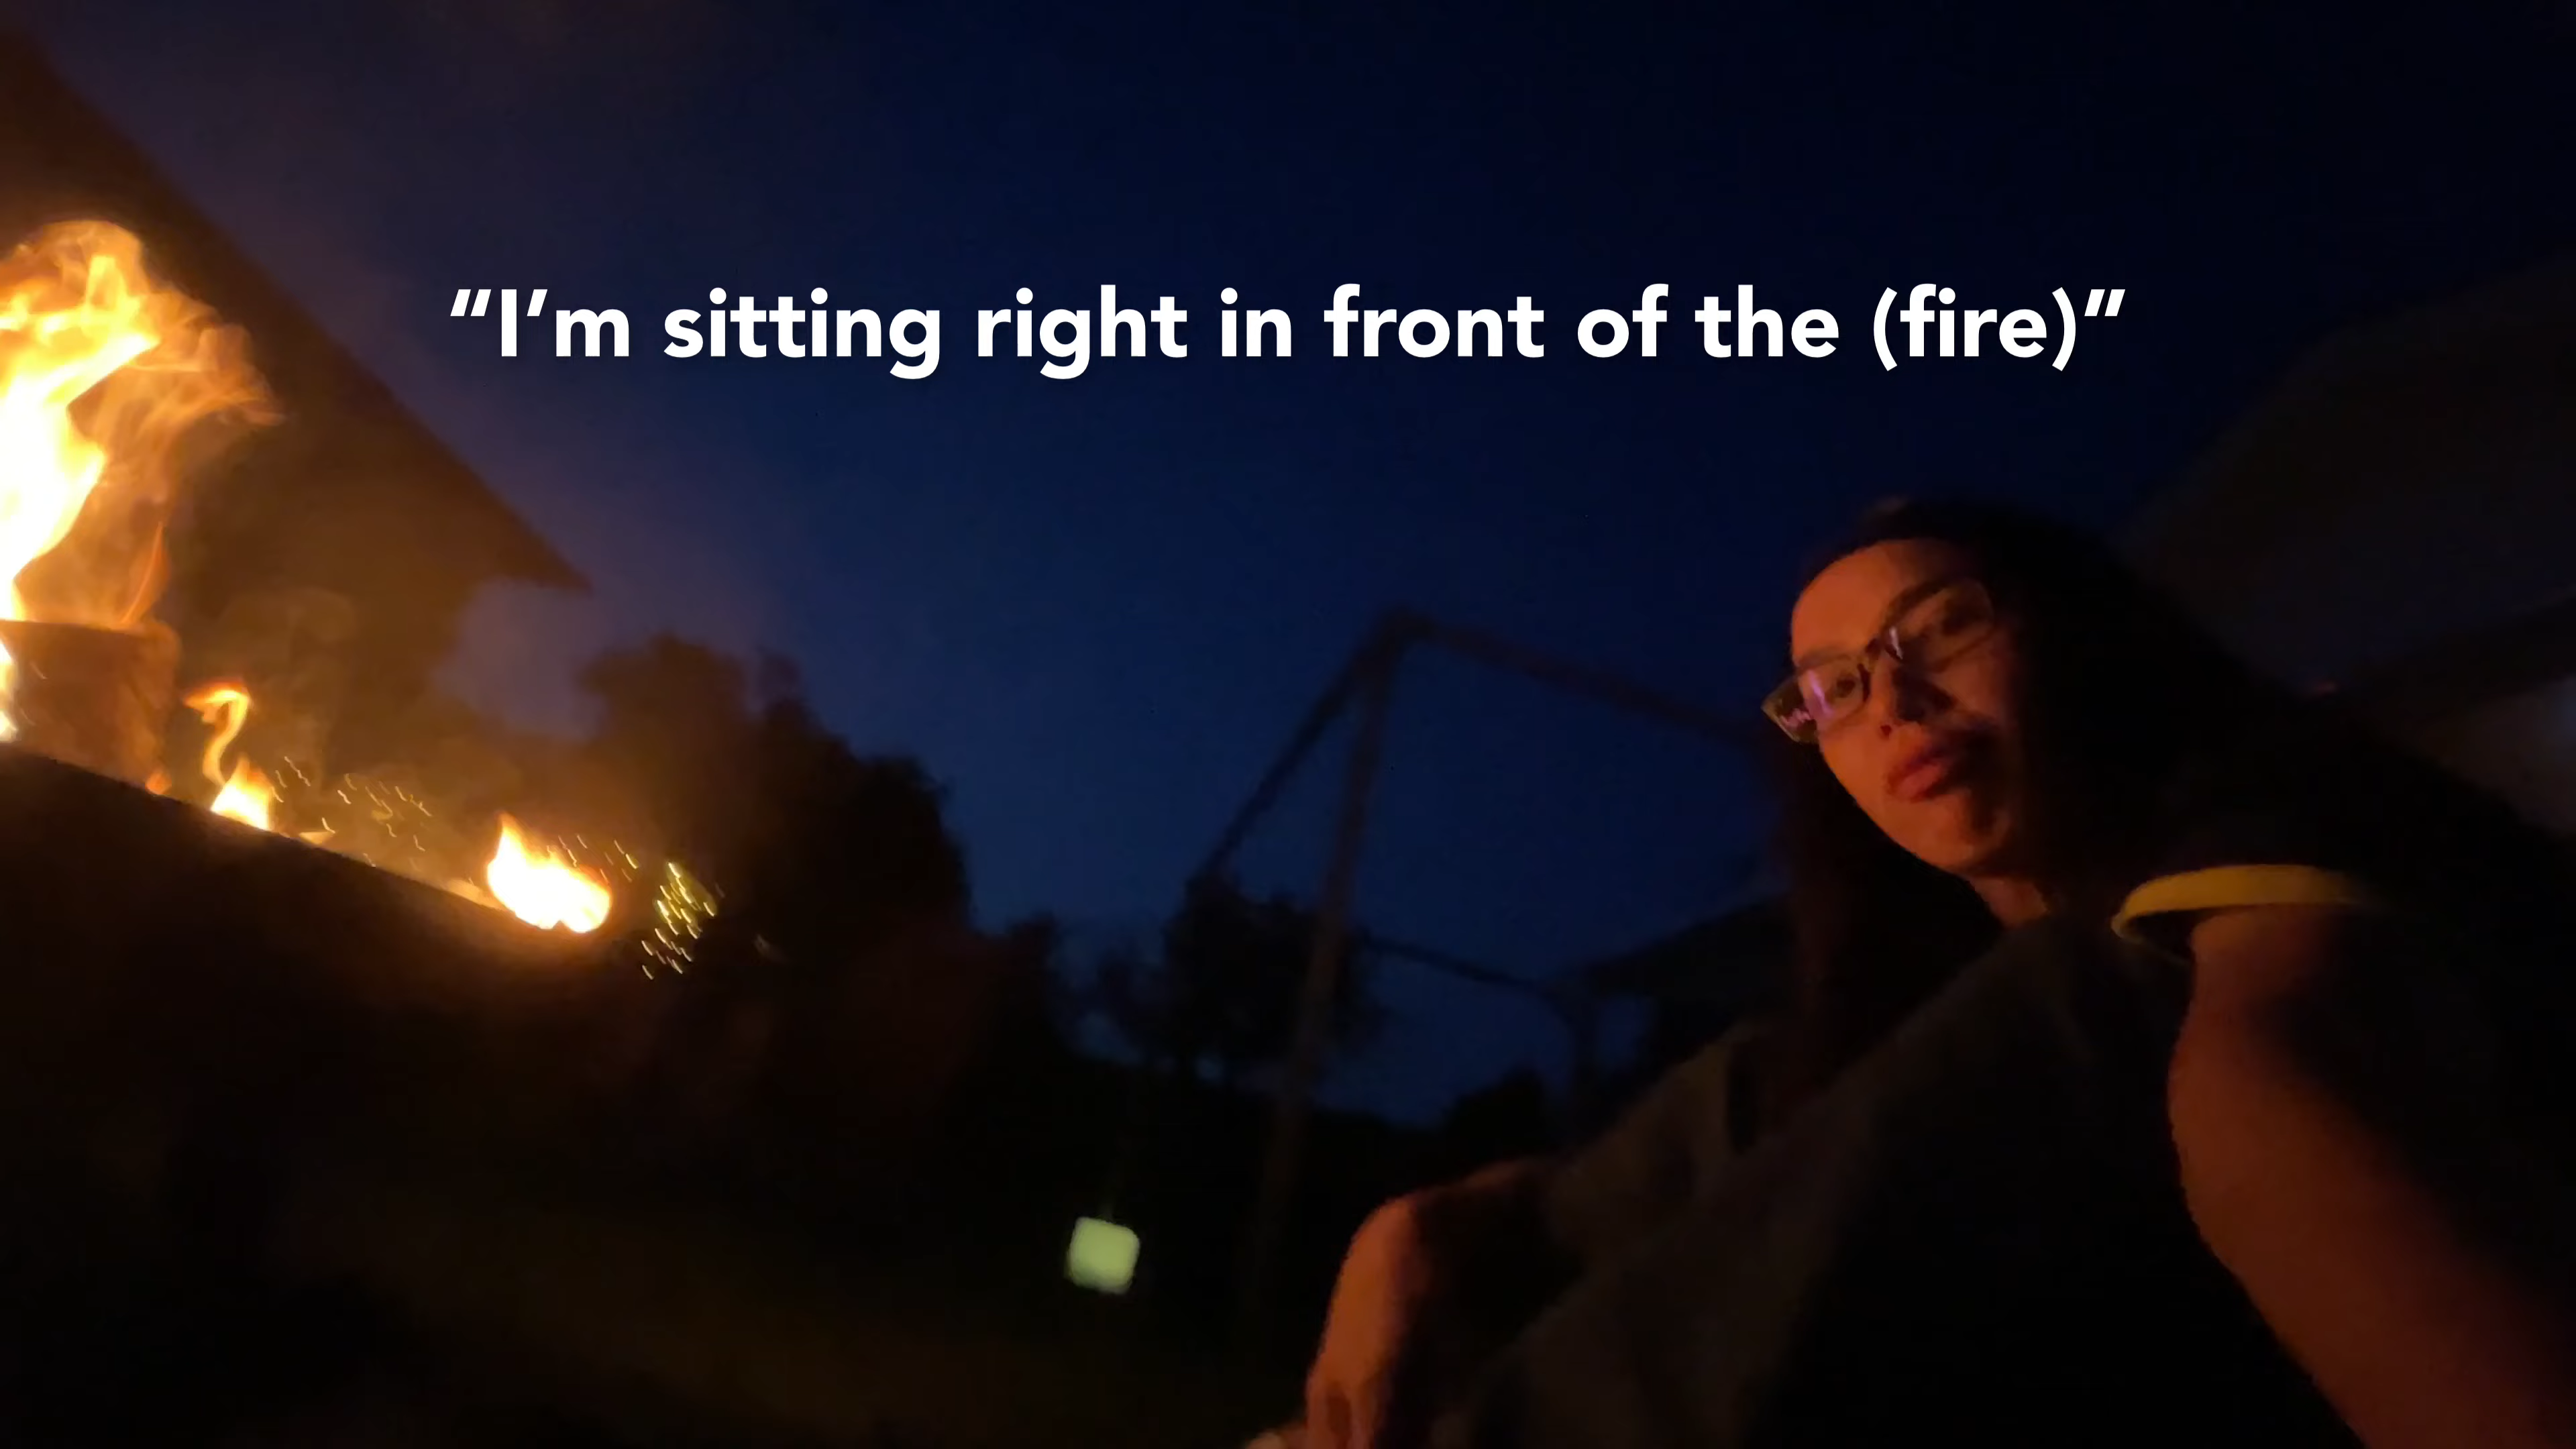 “I’m sitting right in front of the (fire)”